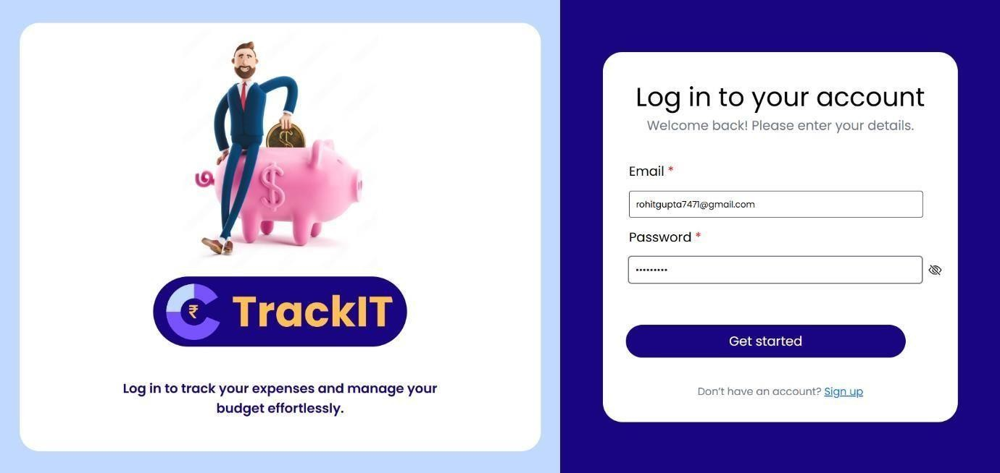 $
$
₹ TrackIT
Log in to track your expenses and manage your
budget effortlessly.
Log in to your account
Welcome back! Please enter your details.
Email *
rohitgupta7471@gmail.com
Password *
•••••••••
Get started
Don't have an account? Sign up